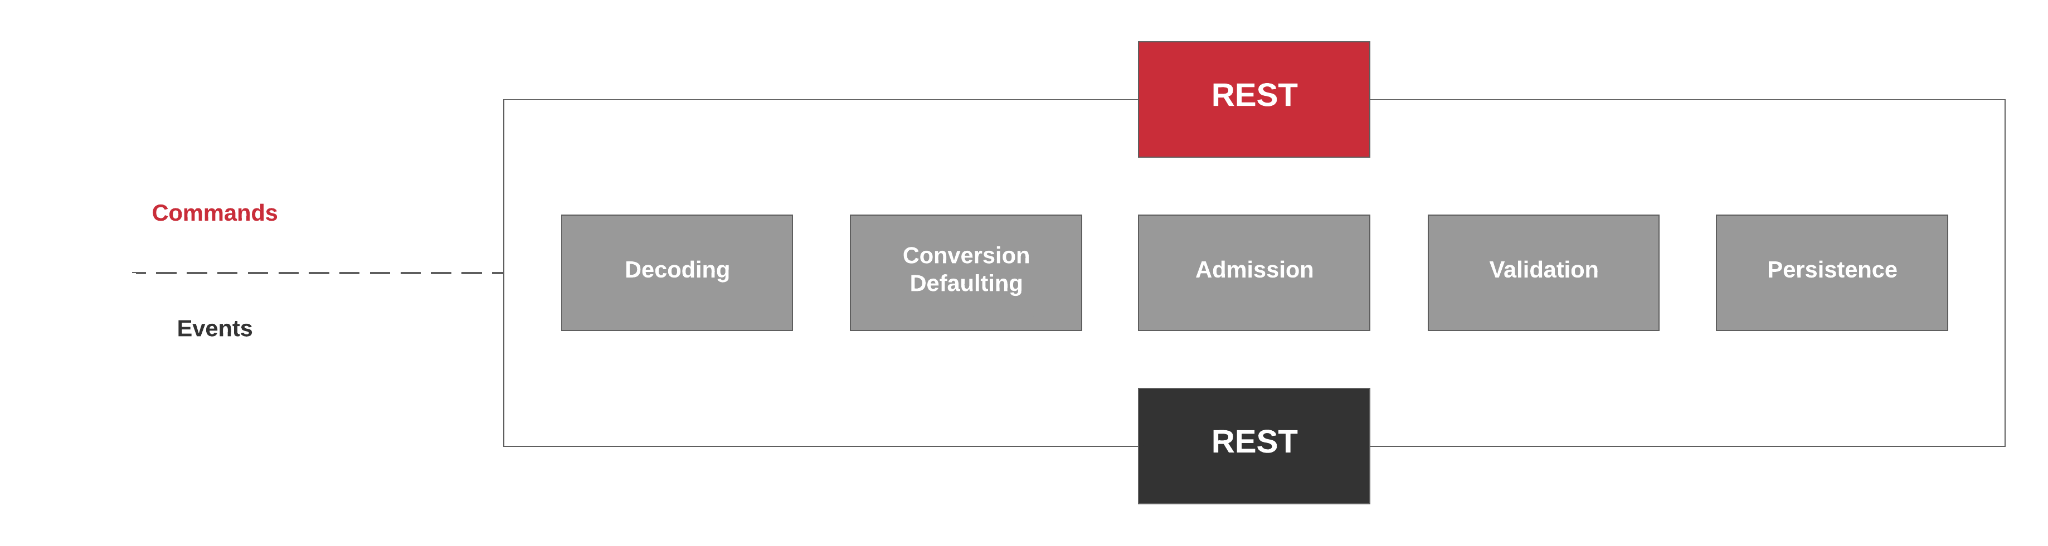 REST
Commands
Decoding
Conversion
Defaulting
Admission
Validation
Persistence
Events
REST